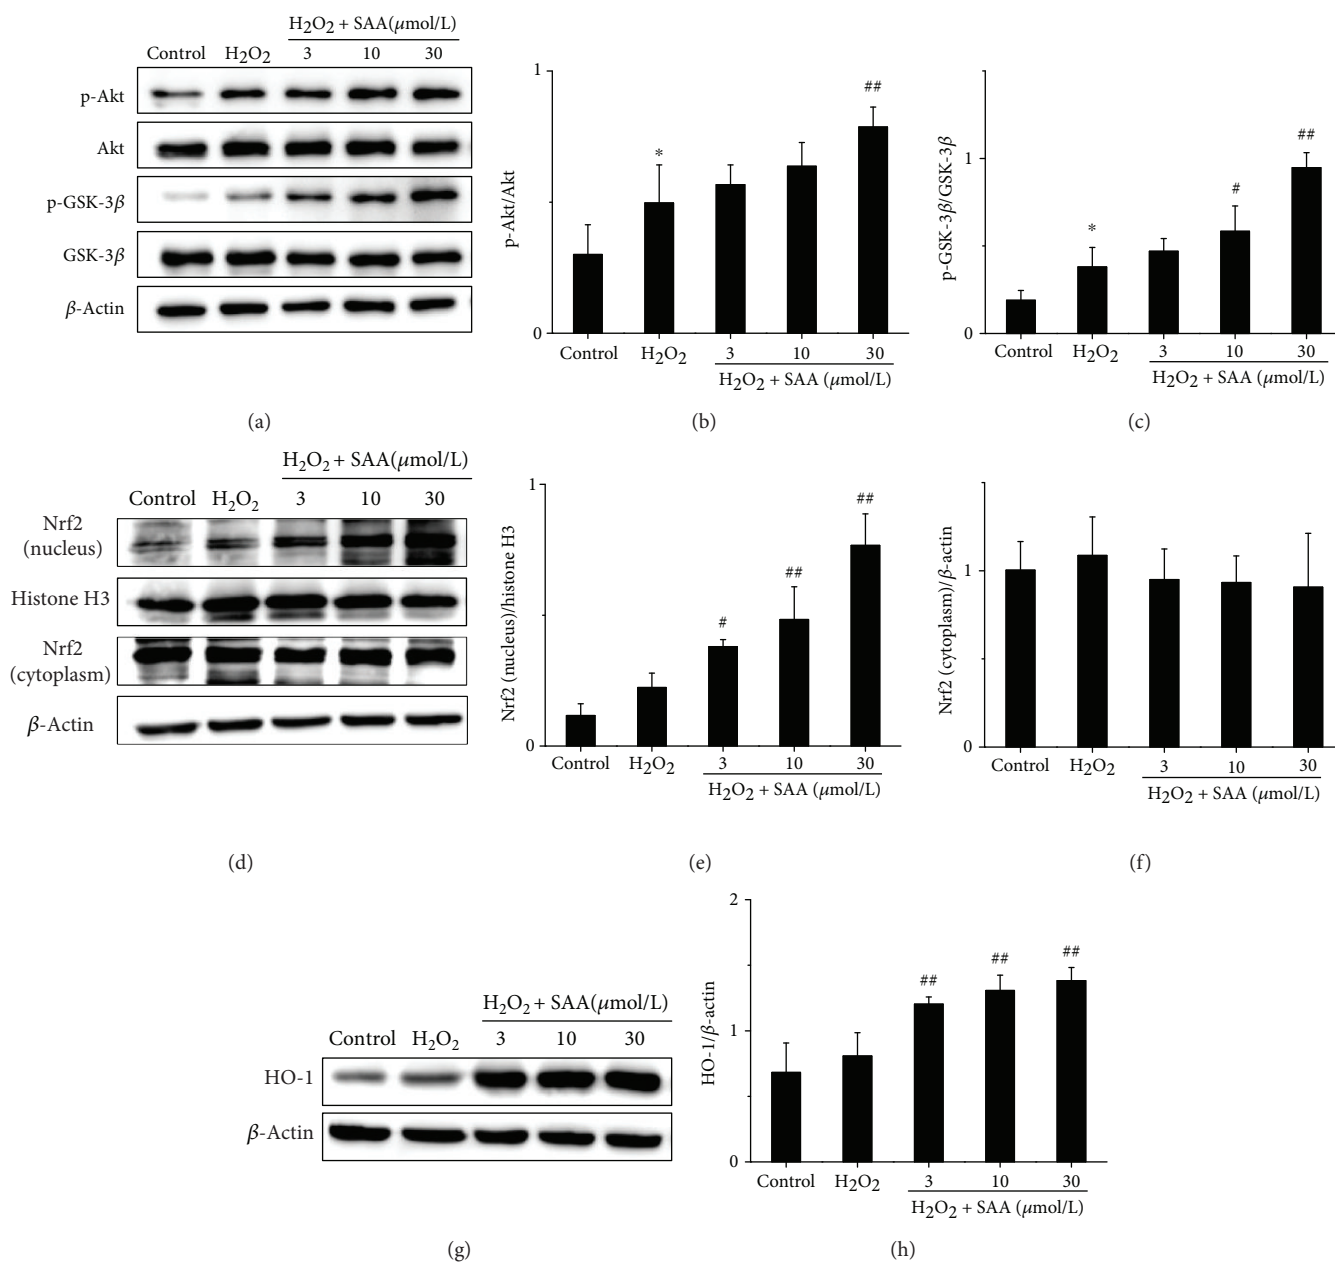 H₂O₂ + SAA(μmol/L)
Control H₂O₂ 3 10 30
p-Akt
Akt
p-GSK-3β
GSK-3β
β-Actin
(a)
1
0
p-Akt/Akt
*
##
Control H₂O₂ 3 10 30
H₂O₂ + SAA (μmol/L)
(b)
1
0
p-GSK-3β/GSK-3β
*
#
##
Control H₂O₂ 3 10 30
H₂O₂ + SAA (μmol/L)
(c)
H₂O₂ + SAA(μmol/L)
Control H₂O₂ 3 10 30
Nrf2
(nucleus)
Histone H3
Nrf2
(cytoplasm)
β-Actin
(d)
1
0
Nrf2 (nucleus)/histone H3
#
##
##
Control H₂O₂ 3 10 30
H₂O₂ + SAA (μmol/L)
(e)
1
0
Nrf2 (cytoplasm)/β-actin
Control H₂O₂ 3 10 30
H₂O₂ + SAA (μmol/L)
(f)
H₂O₂ + SAA(μmol/L)
Control H₂O₂ 3 10 30
HO-1
β-Actin
(g)
2
1
0
HO-1/β-actin
##
##
##
Control H₂O₂ 3 10 30
H₂O₂ + SAA (μmol/L)
(h)